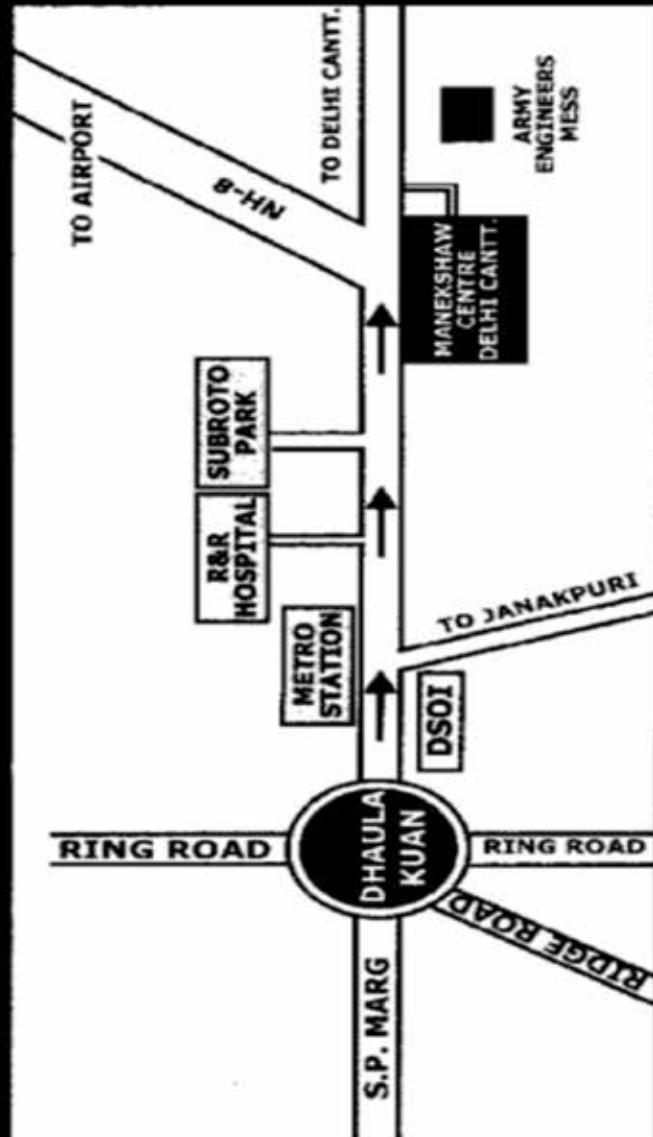 TO AIRPORT
NH-8
TO DELHI CANTT.
ARMY
ENGINEERS
MESS
MANEKSHAW
CENTRE
DELHI CANTT.
SUBROTO
PARK
R&R
HOSPITAL
METRO
STATION
TO JANAKPURI
DSOI
RING ROAD
DHAULA
KUAN
RING ROAD
RIDGE ROAD
S.P. MARG